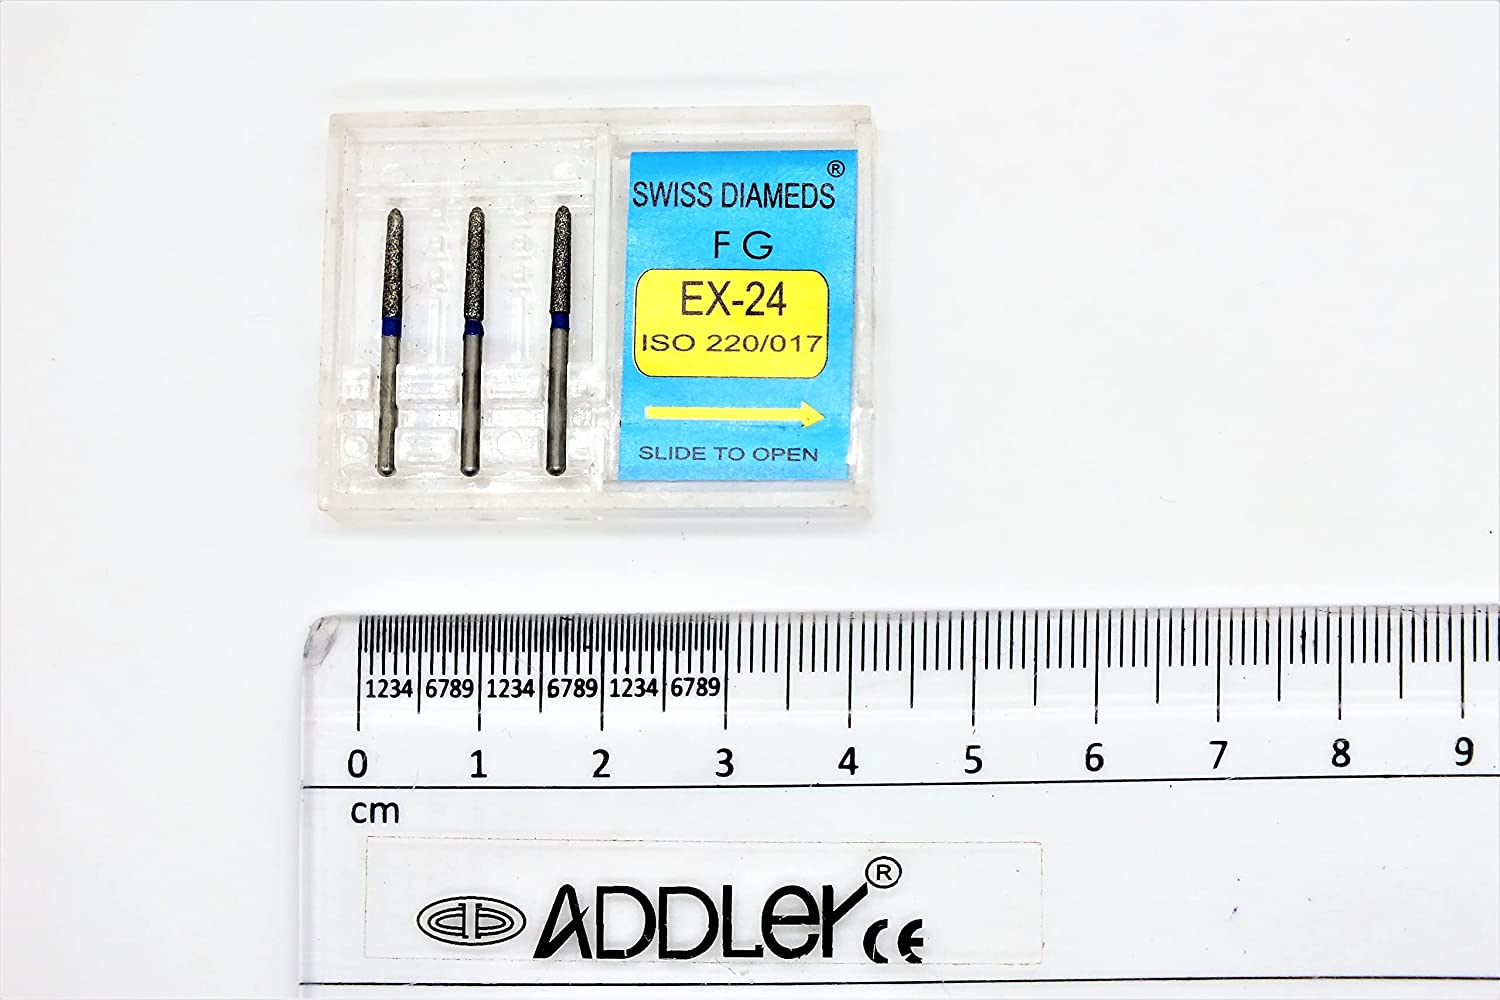 SWISS DIAMEDS®
FG
EX-24
ISO 220/017
SLIDE TO OPEN
1234 6789 1234 6789 1234 6789
0 1 2 3 4 5 6 7 8 9
cm
ADDLER® CE